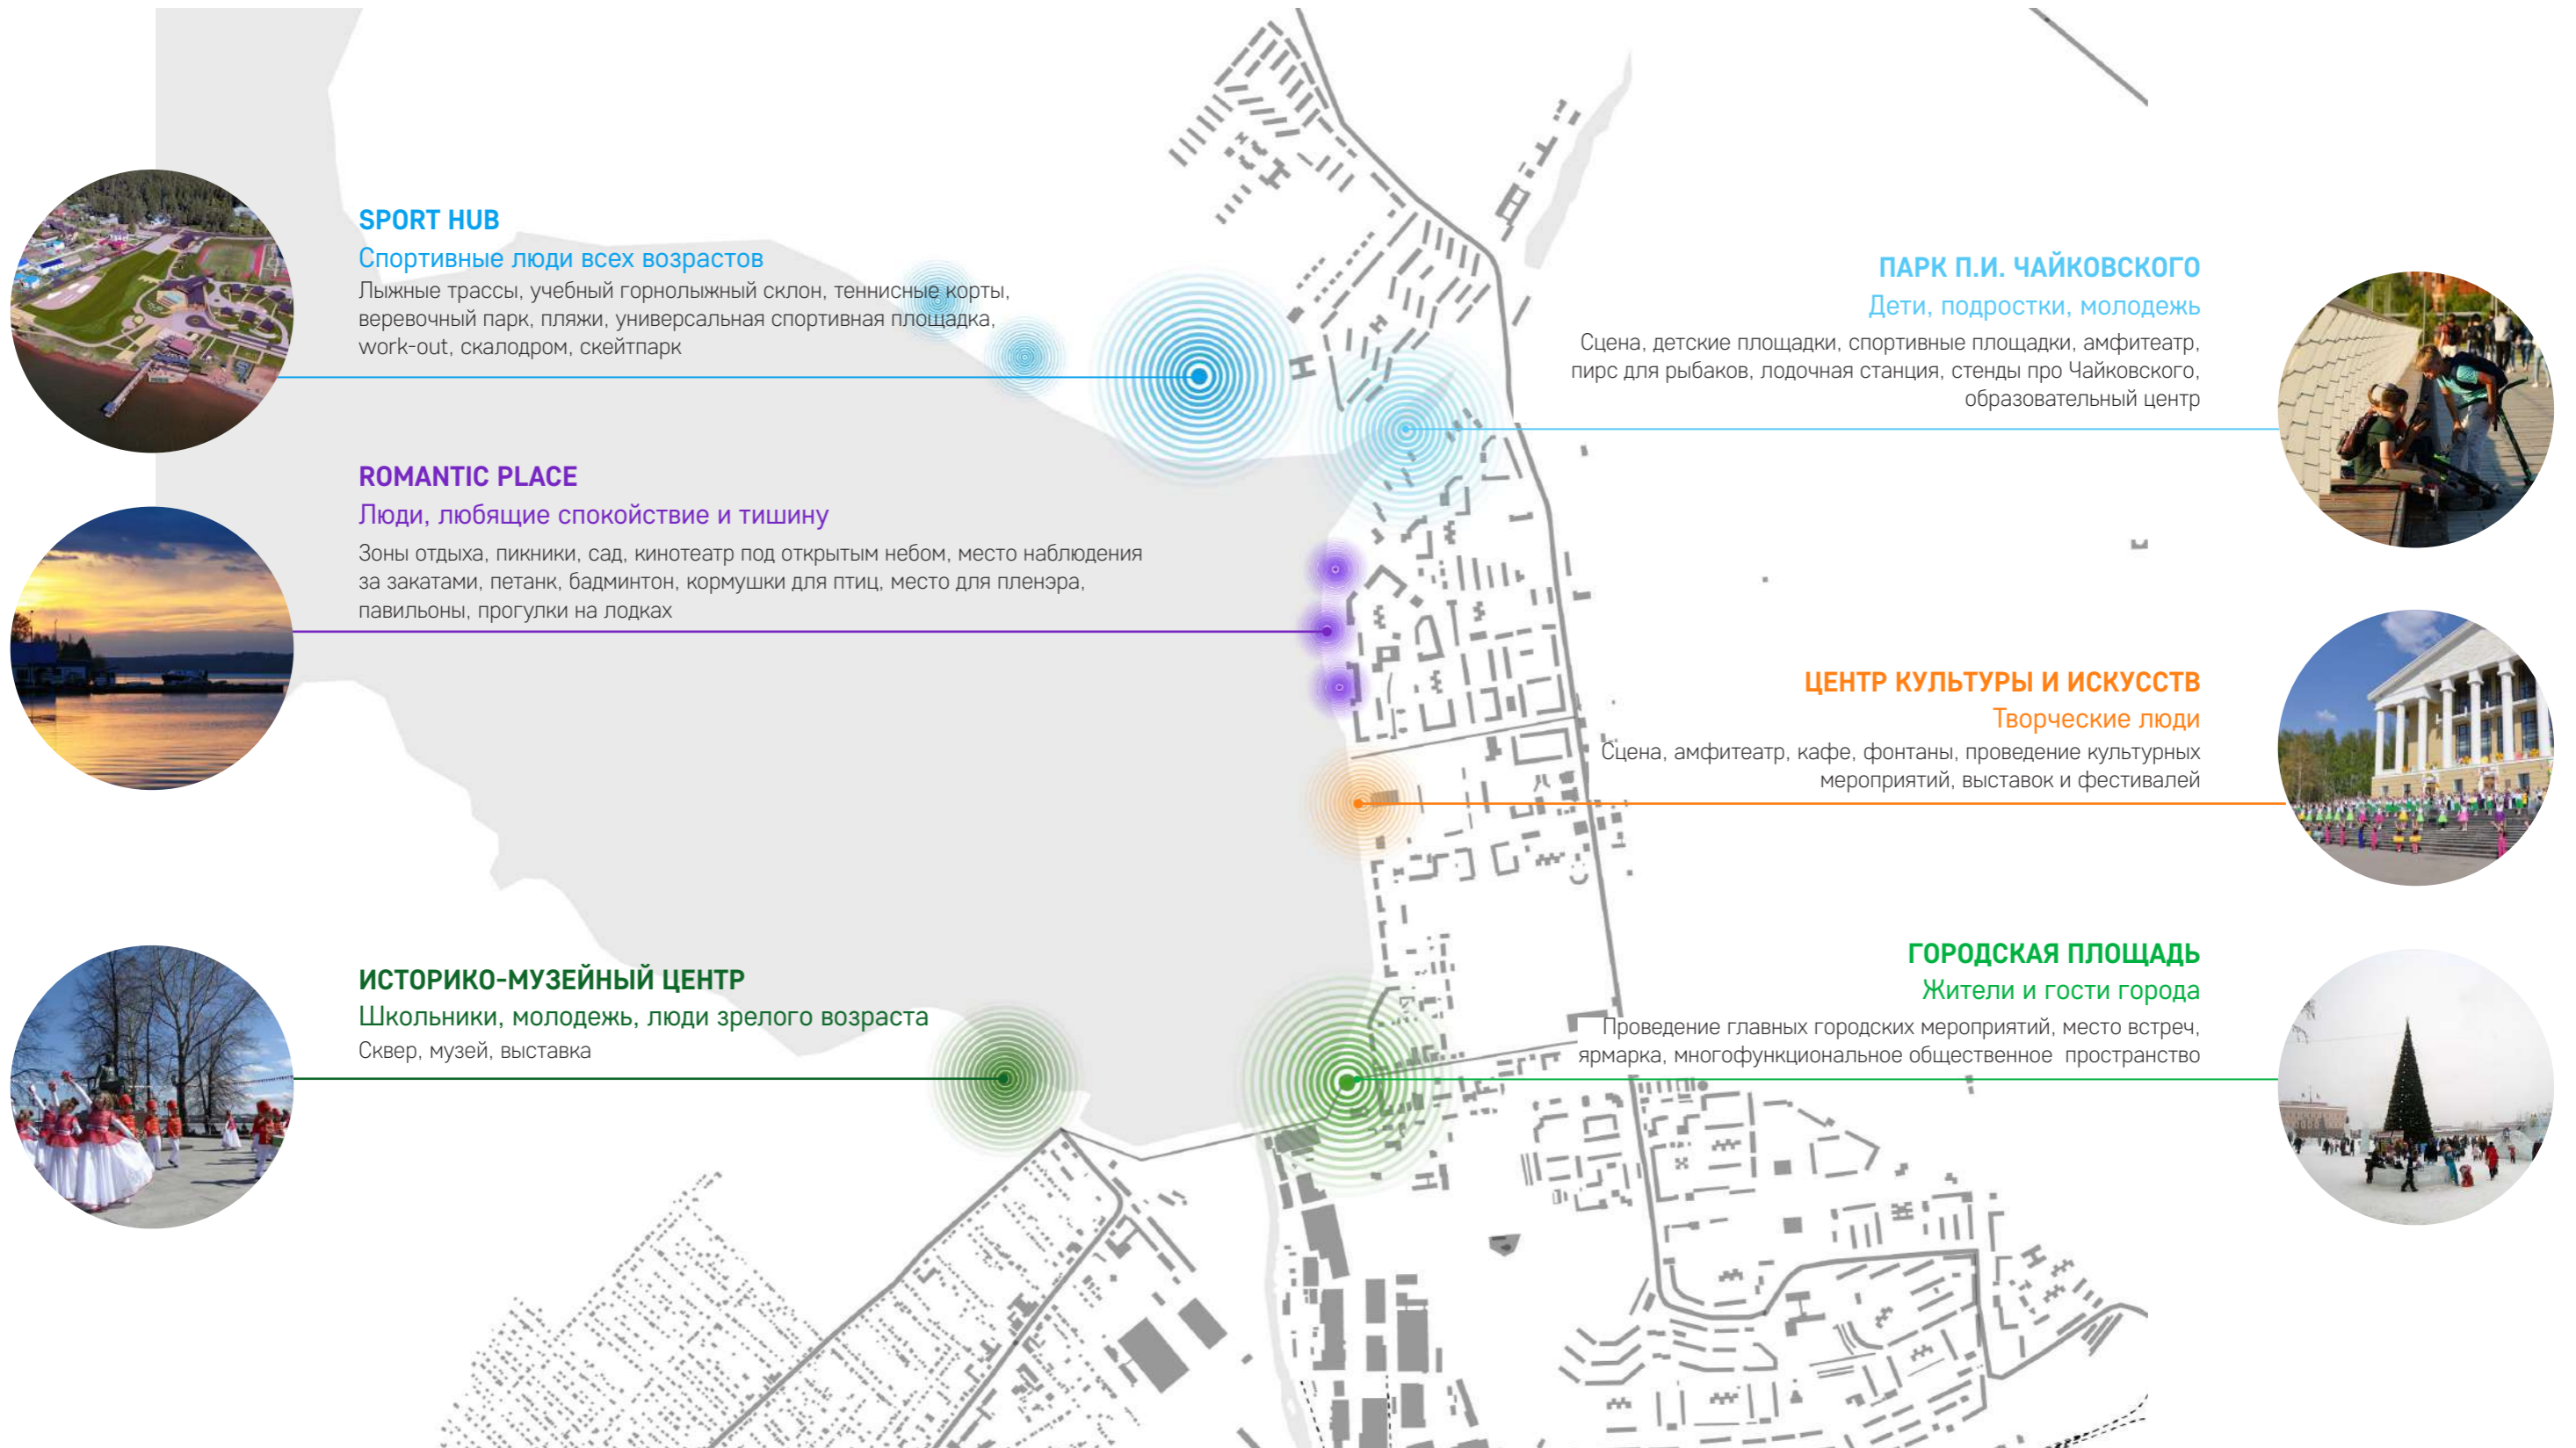 SPORT HUB
Спортивные люди всех возрастов
Лыжные трассы, учебный горнолыжный склон, теннисные корты,
веревочный парк, пляжи, универсальная спортивная площадка,
work-out, скалодром, скейтпарк
ROMANTIC PLACE
Люди, любящие спокойствие и тишину
Зоны отдыха, пикники, сад, кинотеатр под открытым небом, место наблюдения
за закатами, петанк, бадминтон, кормушки для птиц, место для пленэра,
павильоны, прогулки на лодках
ИСТОРИКО-МУЗЕЙНЫЙ ЦЕНТР
Школьники, молодежь, люди зрелого возраста
Сквер, музей, выставка
ПАРК П.И. ЧАЙКОВСКОГО
Дети, подростки, молодежь
Сцена, детские площадки, спортивные площадки, амфитеатр,
пирс для рыбаков, лодочная станция, стенды про Чайковского,
образовательный центр
ЦЕНТР КУЛЬТУРЫ И ИСКУССТВ
Творческие люди
Сцена, амфитеатр, кафе, фонтаны, проведение культурных
мероприятий, выставок и фестивалей
ГОРОДСКАЯ ПЛОЩАДЬ
Жители и гости города
Проведение главных городских мероприятий, место встреч,
ярмарка, многофункциональное общественное пространство